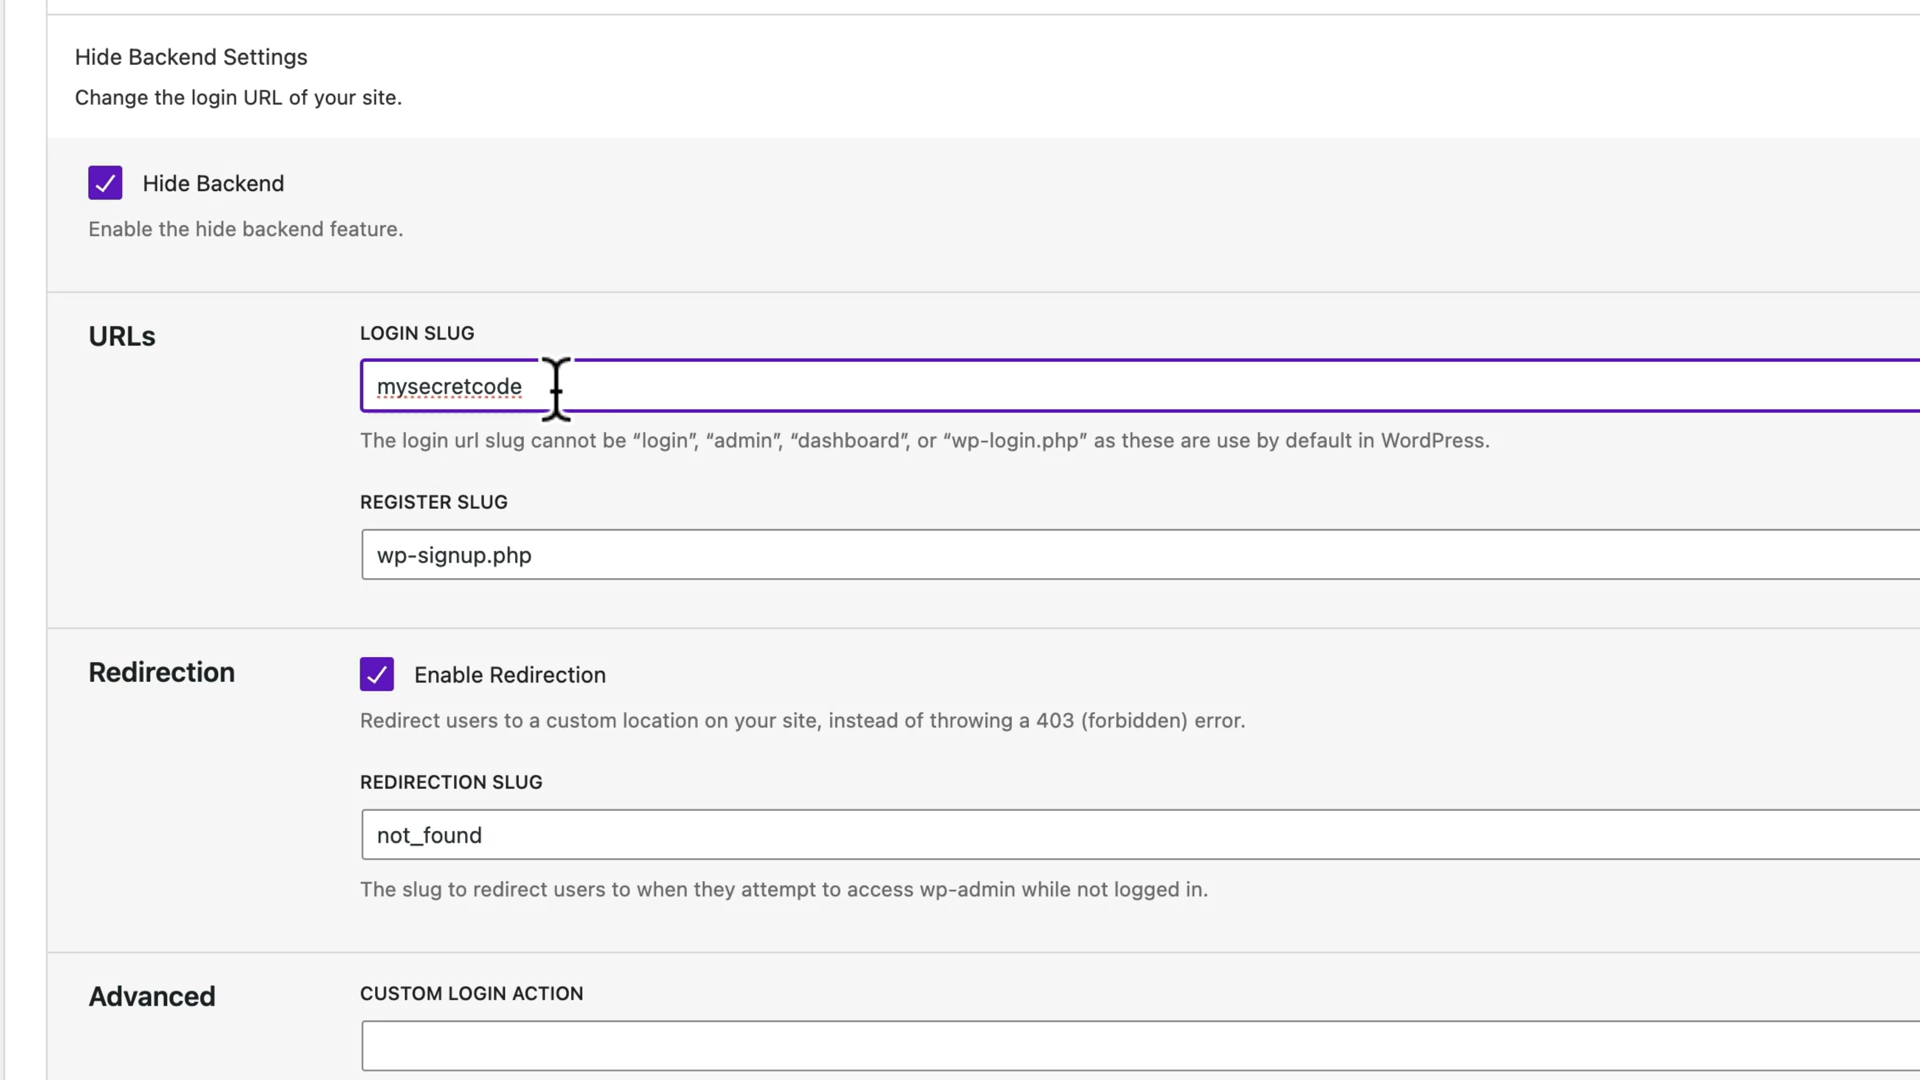 Hide Backend Settings
Change the login URL of your site.
Hide Backend
Enable the hide backend feature.
URLs
LOGIN SLUG
mysecretcode
The login url slug cannot be “login”, “admin”, “dashboard”, or “wp-login.php” as these are use by default in WordPress.
REGISTER SLUG
wp-signup.php
Redirection
Enable Redirection
Redirect users to a custom location on your site, instead of throwing a 403 (forbidden) error.
REDIRECTION SLUG
not_found
The slug to redirect users to when they attempt to access wp-admin while not logged in.
Advanced
CUSTOM LOGIN ACTION